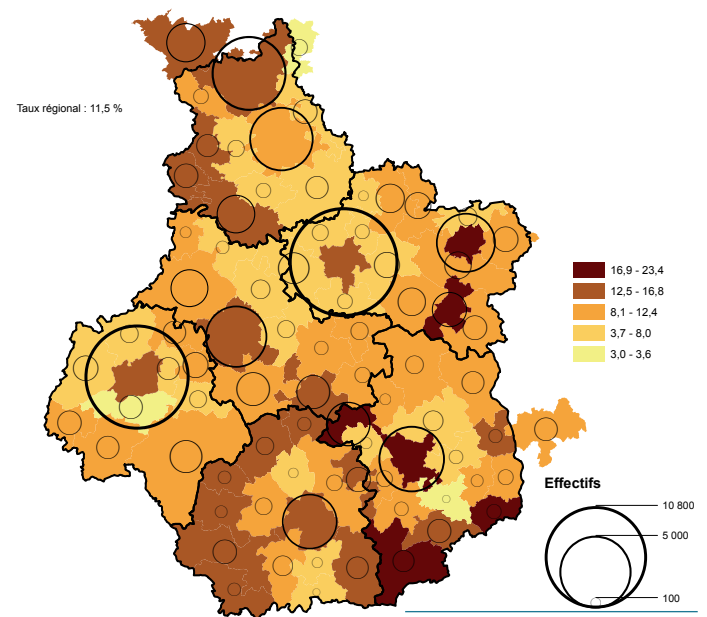 Taux régional : 11,5 %
16,9 - 23,4
12,5 - 16,8
8,1 - 12,4
3,7 - 8,0
3,0 - 3,6
Effectifs
10 800
5 000
100